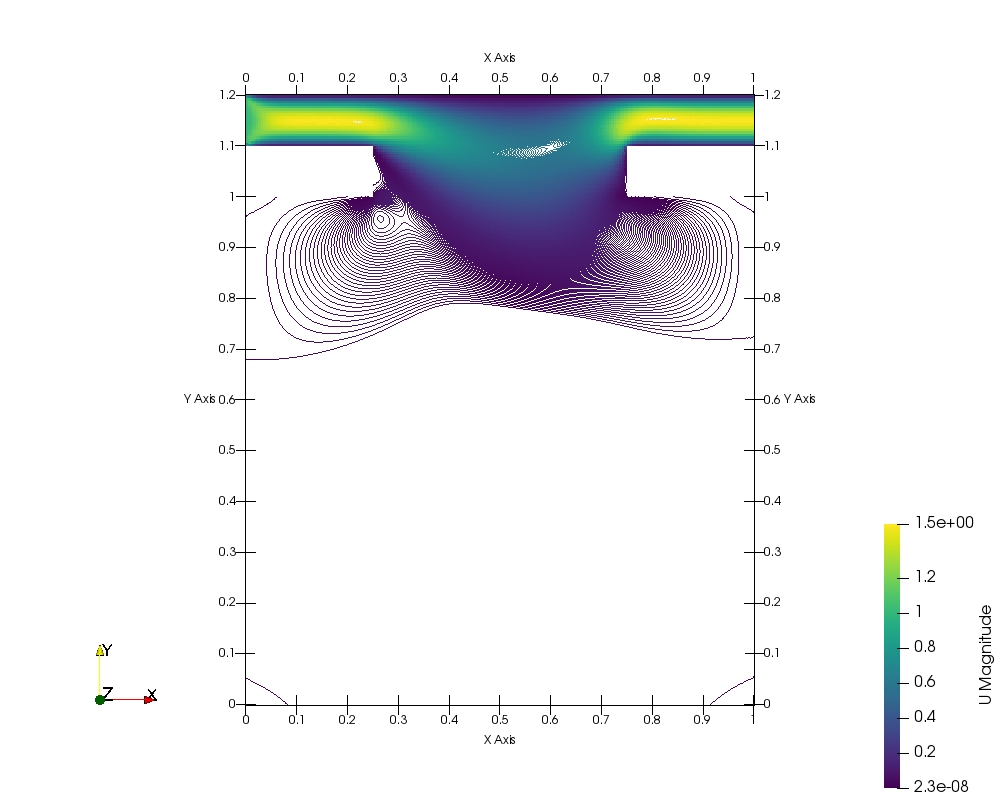 X Axis
0 0.1 0.2 0.3 0.4 0.5 0.6 0.7 0.8 0.9 1
1.2 1.2
1.1 1.1
1 1
0.9 0.9
0.8 0.8
0.7 0.7
Y Axis 0.6 0.6 Y Axis
0.5 0.5
0.4 0.4
0.3 0.3
0.2 0.2
0.1 0.1
0 0
0 0.1 0.2 0.3 0.4 0.5 0.6 0.7 0.8 0.9 1
X Axis
Y
Z X
1.5e+00
1.2
1
0.8
0.6
0.4
0.2
2.3e-08
U Magnitude